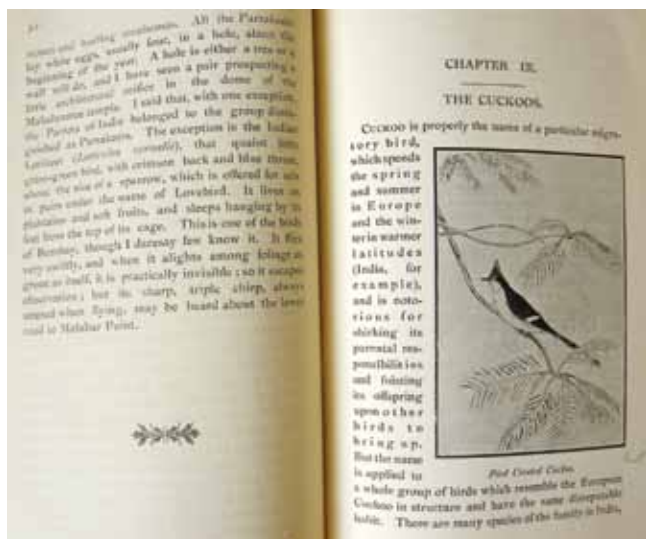 nuisance and hurtling vocalisation. All the Parrakeets
lay white eggs, usually four, in a hole, about the
beginning of the year. A hole in either a tree or a
wall will do, and I have seen a pair prospecting a
little architectural orifice in the dome of the
Mahaluxmee temple. I said that, with one exception,
the Parrots of India belonged to the group distin-
guished as Parrakeets. The exception is the Indian
Loriket (Loriculus vernalis), that quaint little
grass-green bird, with crimson back and blue throat,
about the size of a sparrow, which is offered for sale
in pairs under the name of Lovebird. It lives on
plantains and soft fruits, and sleeps hanging by its
feet from the top of its cage. This is one of the birds
of Bombay, though I daresay few know it. It flies
very swiftly, and when it alights among foliage as
green as itself, it is practically invisible; so it escapes
observation; but its sharp, triple chirp, always
uttered when flying, may be heard about the lower
road to Malabar Point.
CHAPTER IX.
THE CUCKOOS.
CUCKOO is properly the name of a particular migra-
tory bird,
which spends
the spring
and summer
in Europe
and the win-
ter in warmer
latitudes
(India, for
example),
and is noto-
rious for
shirking its
parental res-
ponsibilities
and foisting
its offspring
upon other
birds to
bring up.
But the name
is applied to
Pied Crested Cuckoo.
a whole group of birds which resemble the European
Cuckoo in structure and have the same disreputable
habit. There are many species of the family in India,